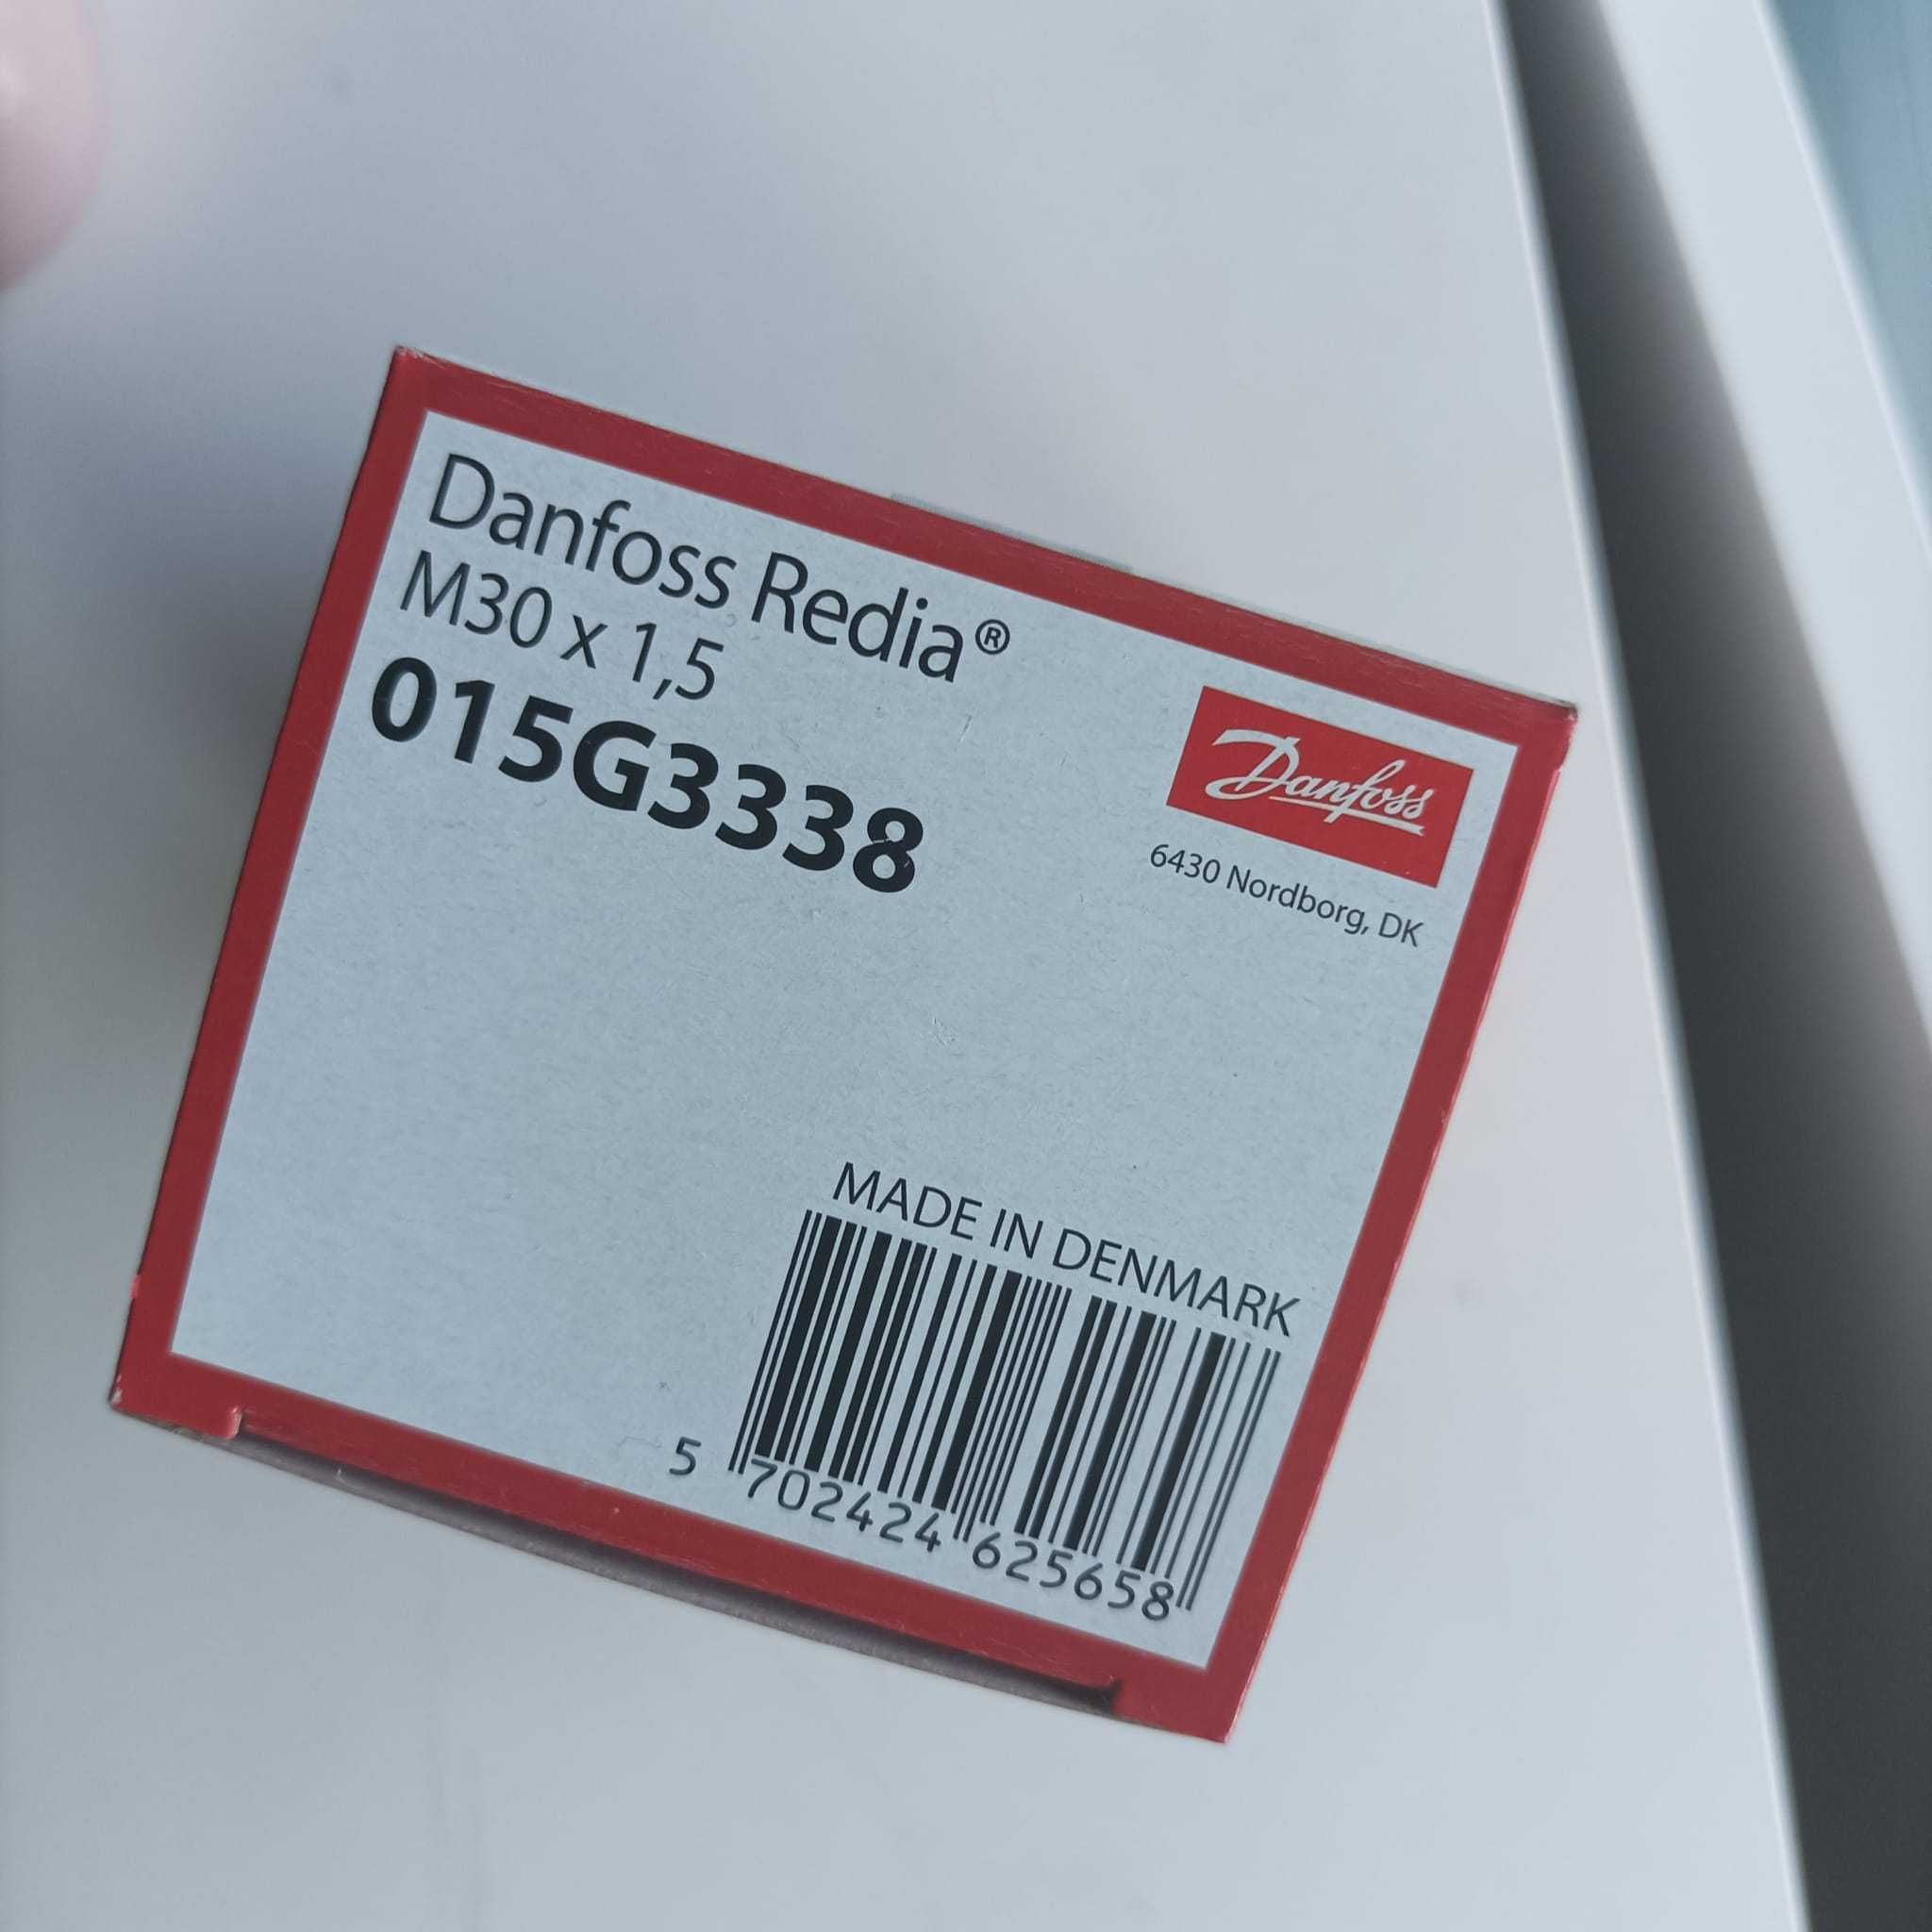 Danfoss Redia®
M30 x 1,5
015G3338
Danfoss
6430 Nordborg, DK
MADE IN DENMARK
5 702424 625658